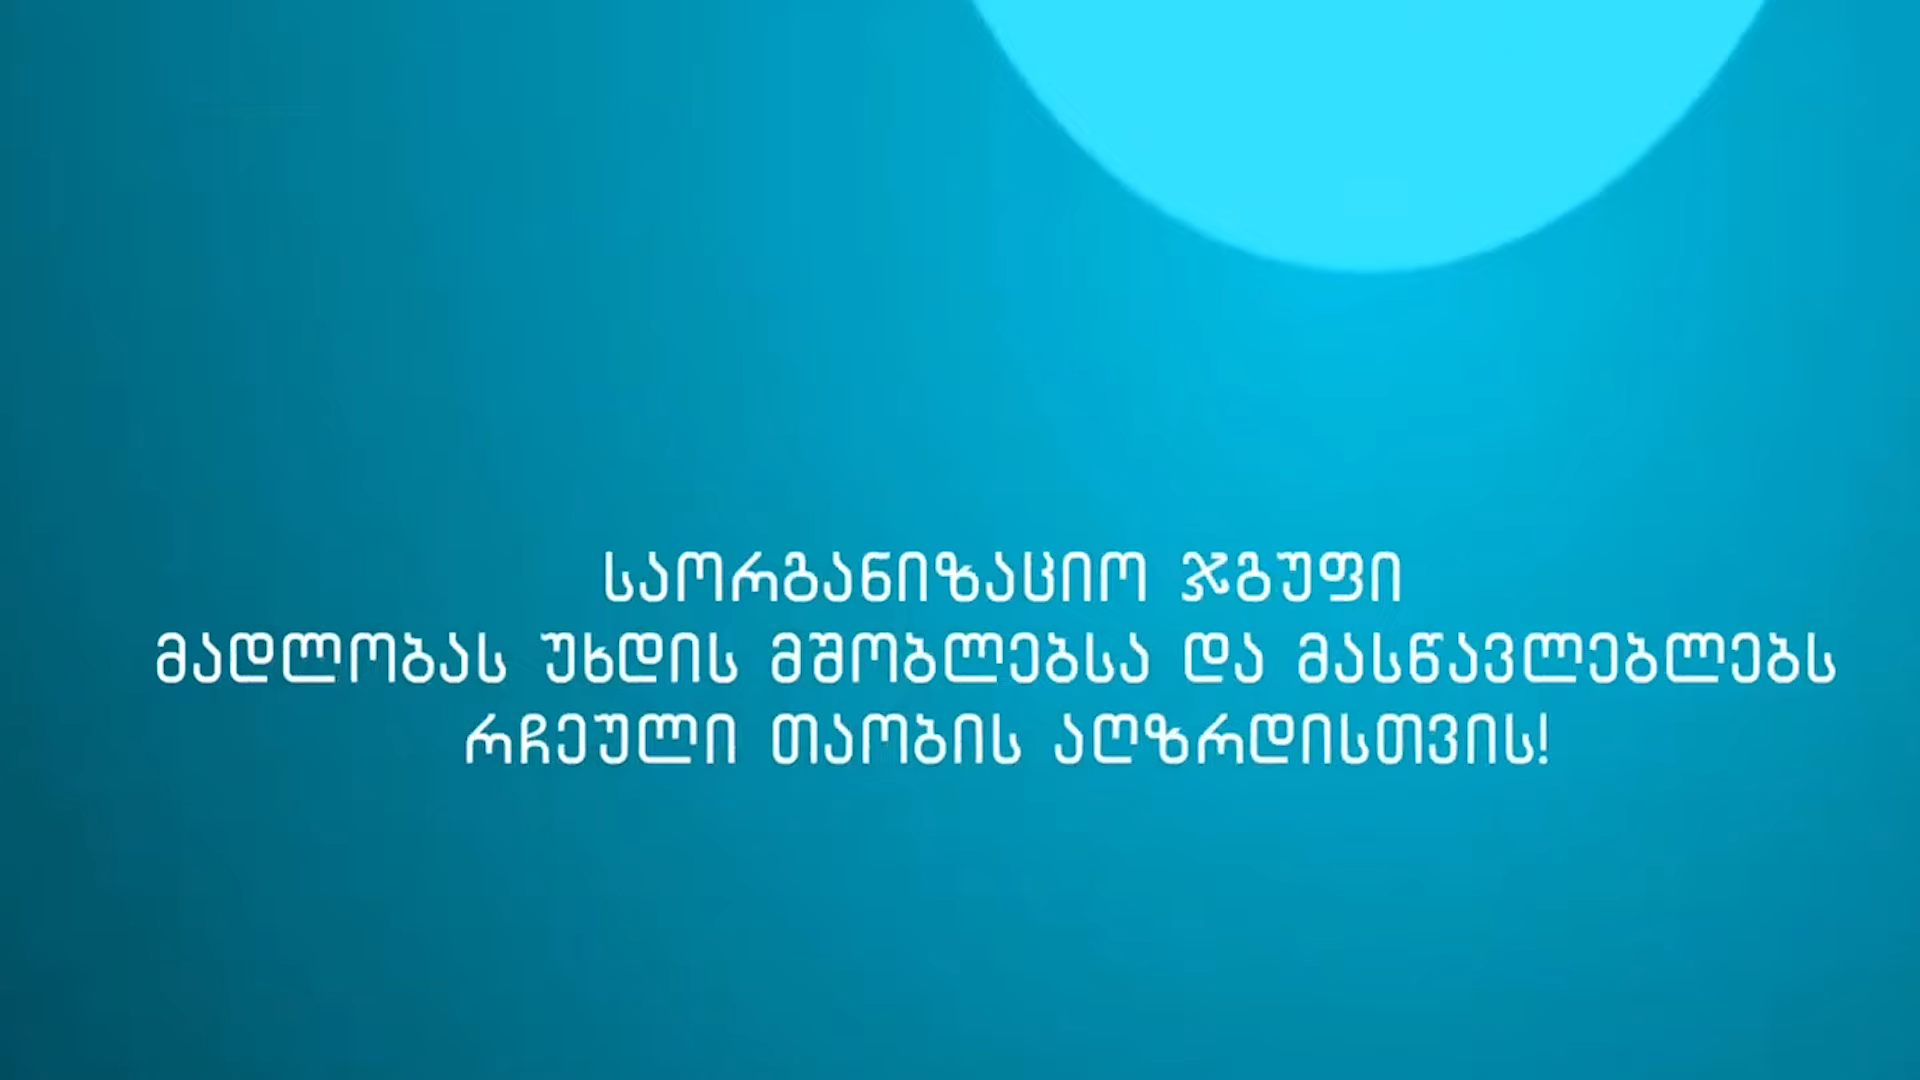 საორგანიზაციო ჯგუფი
მადლობას უხდის მშობლებსა და მასწავლებლებს
რჩეული თაობის აღზრდისთვის!